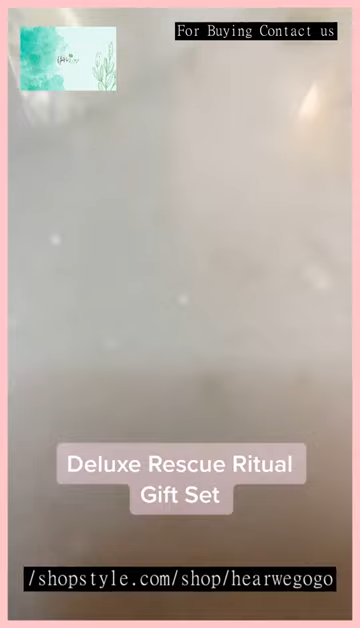 For Buying Contact us
Deluxe Rescue Ritual
Gift Set
/shopstyle.com/shop/hearwegogo